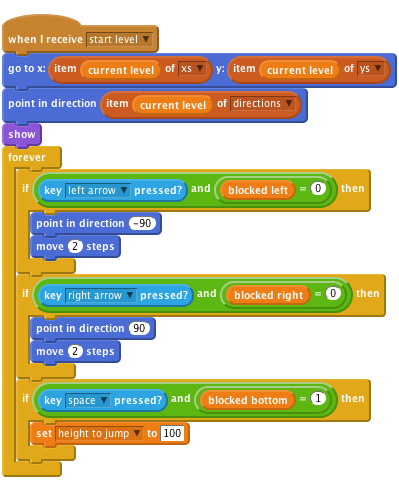 when I receive start level
go to x: item current level of xs y: item current level of ys
point in direction item current level of directions
show
forever
if key left arrow pressed? and blocked left = 0 then
point in direction -90
move 2 steps
if key right arrow pressed? and blocked right = 0 then
point in direction 90
move 2 steps
if key space pressed? and blocked bottom = 1 then
set height to jump to 100